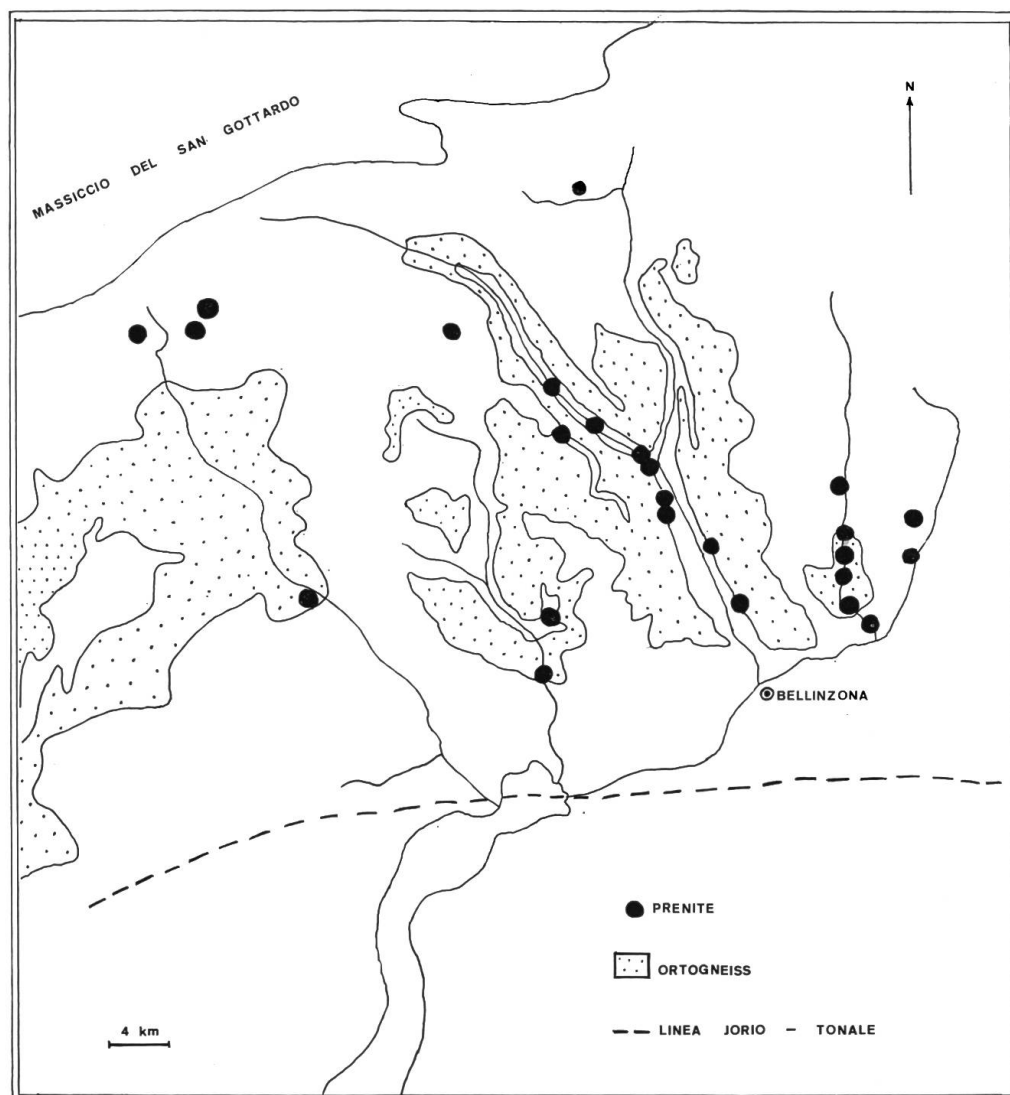 N
MASSICCIO DEL SAN GOTTARDO
BELLINZONA
PRENITE
ORTOGNEISS
LINEA JORIO – TONALE
4 km